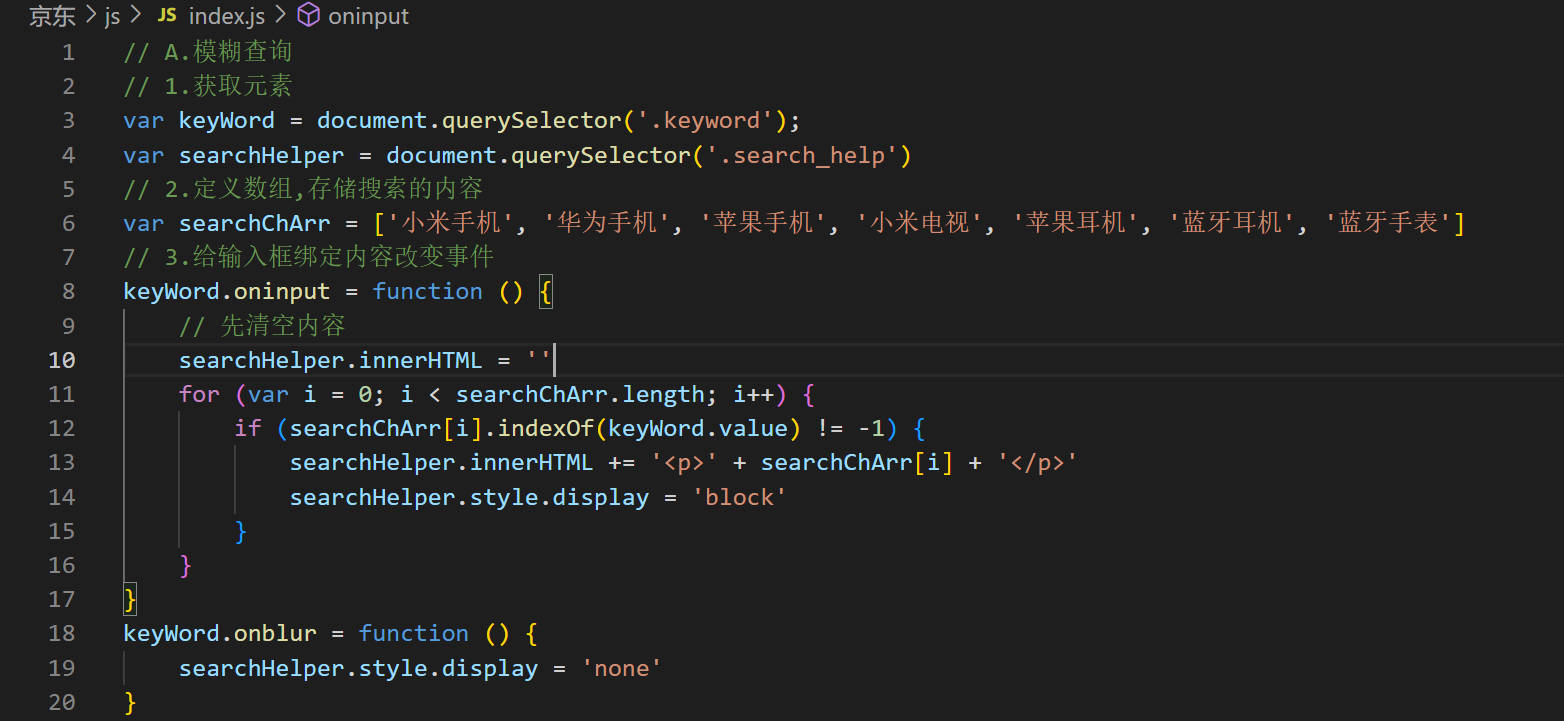 京东 > js > JS index.js > oninput
1 // A.模糊查询
2 // 1.获取元素
3 var keyWord = document.querySelector('.keyword');
4 var searchHelper = document.querySelector('.search_help')
5 // 2.定义数组,存储搜索的内容
6 var searchChArr = ['小米手机', '华为手机', '苹果手机', '小米电视', '苹果耳机', '蓝牙耳机', '蓝牙手表']
7 // 3.给输入框绑定内容改变事件
8 keyWord.oninput = function () {
9     // 先清空内容
10     searchHelper.innerHTML = ''
11     for (var i = 0; i < searchChArr.length; i++) {
12         if (searchChArr[i].indexOf(keyWord.value) != -1) {
13             searchHelper.innerHTML += '<p>' + searchChArr[i] + '</p>'
14             searchHelper.style.display = 'block'
15         }
16     }
17 }
18 keyWord.onblur = function () {
19     searchHelper.style.display = 'none'
20 }